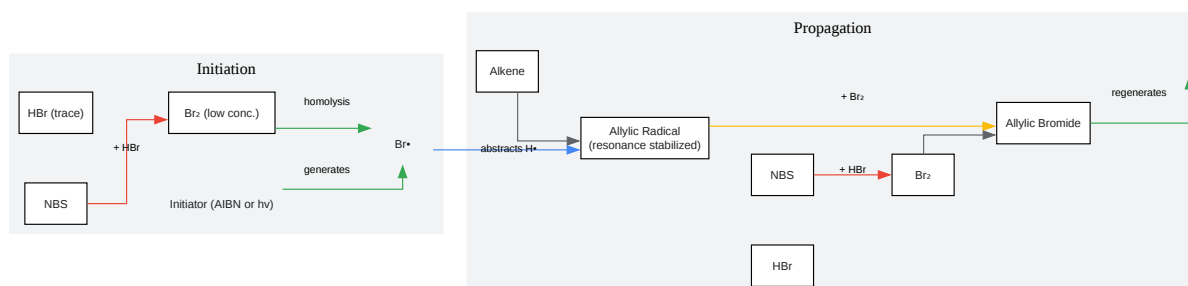 Initiation
HBr (trace)
Br₂ (low conc.)
homolysis
+ HBr
Br•
generates
NBS
Initiator (AIBN or hv)
Propagation
Alkene
abstracts H•
Allylic Radical
(resonance stabilized)
+ Br₂
Allylic Bromide
regenerates
NBS
+ HBr
Br₂
HBr